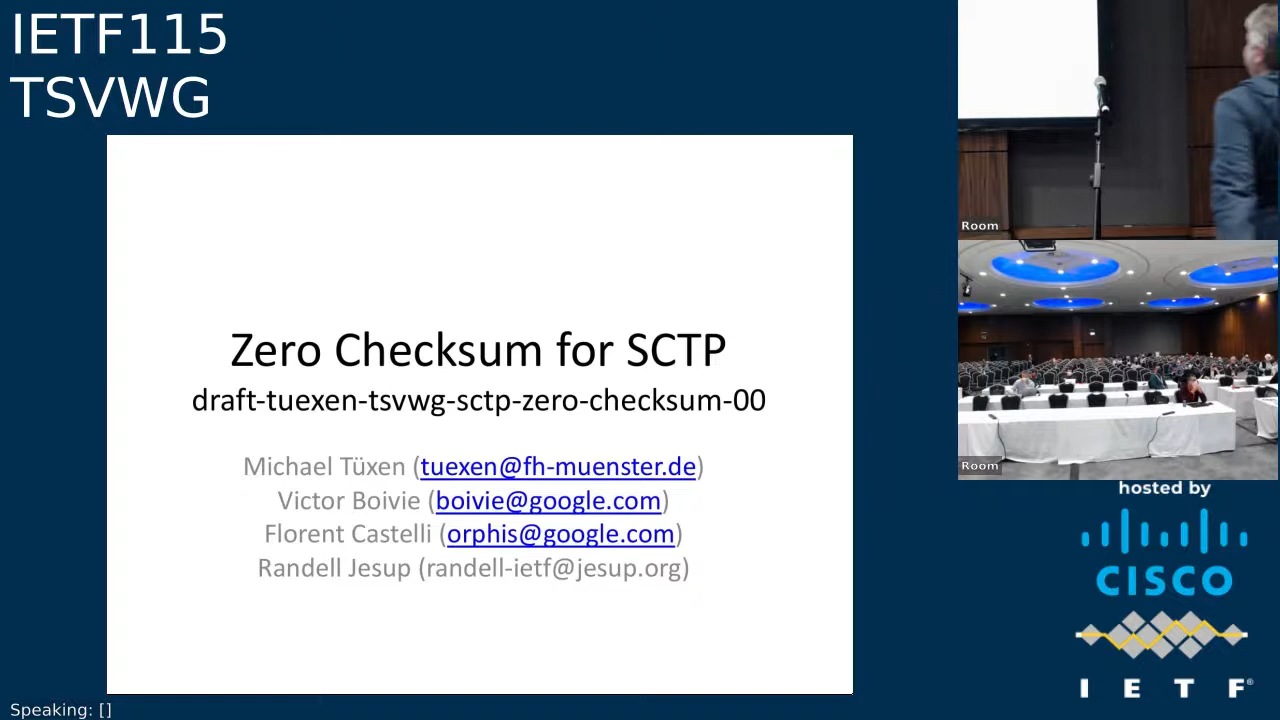 IETF115
TSVWG
Zero Checksum for SCTP
draft-tuexen-tsvwg-sctp-zero-checksum-00
Michael Tüxen (tuexen@fh-muenster.de)
Victor Boivie (boivie@google.com)
Florent Castelli (orphis@google.com)
Randell Jesup (randell-ietf@jesup.org)
Room
Room
hosted by
CISCO
I E T F®
Speaking: []